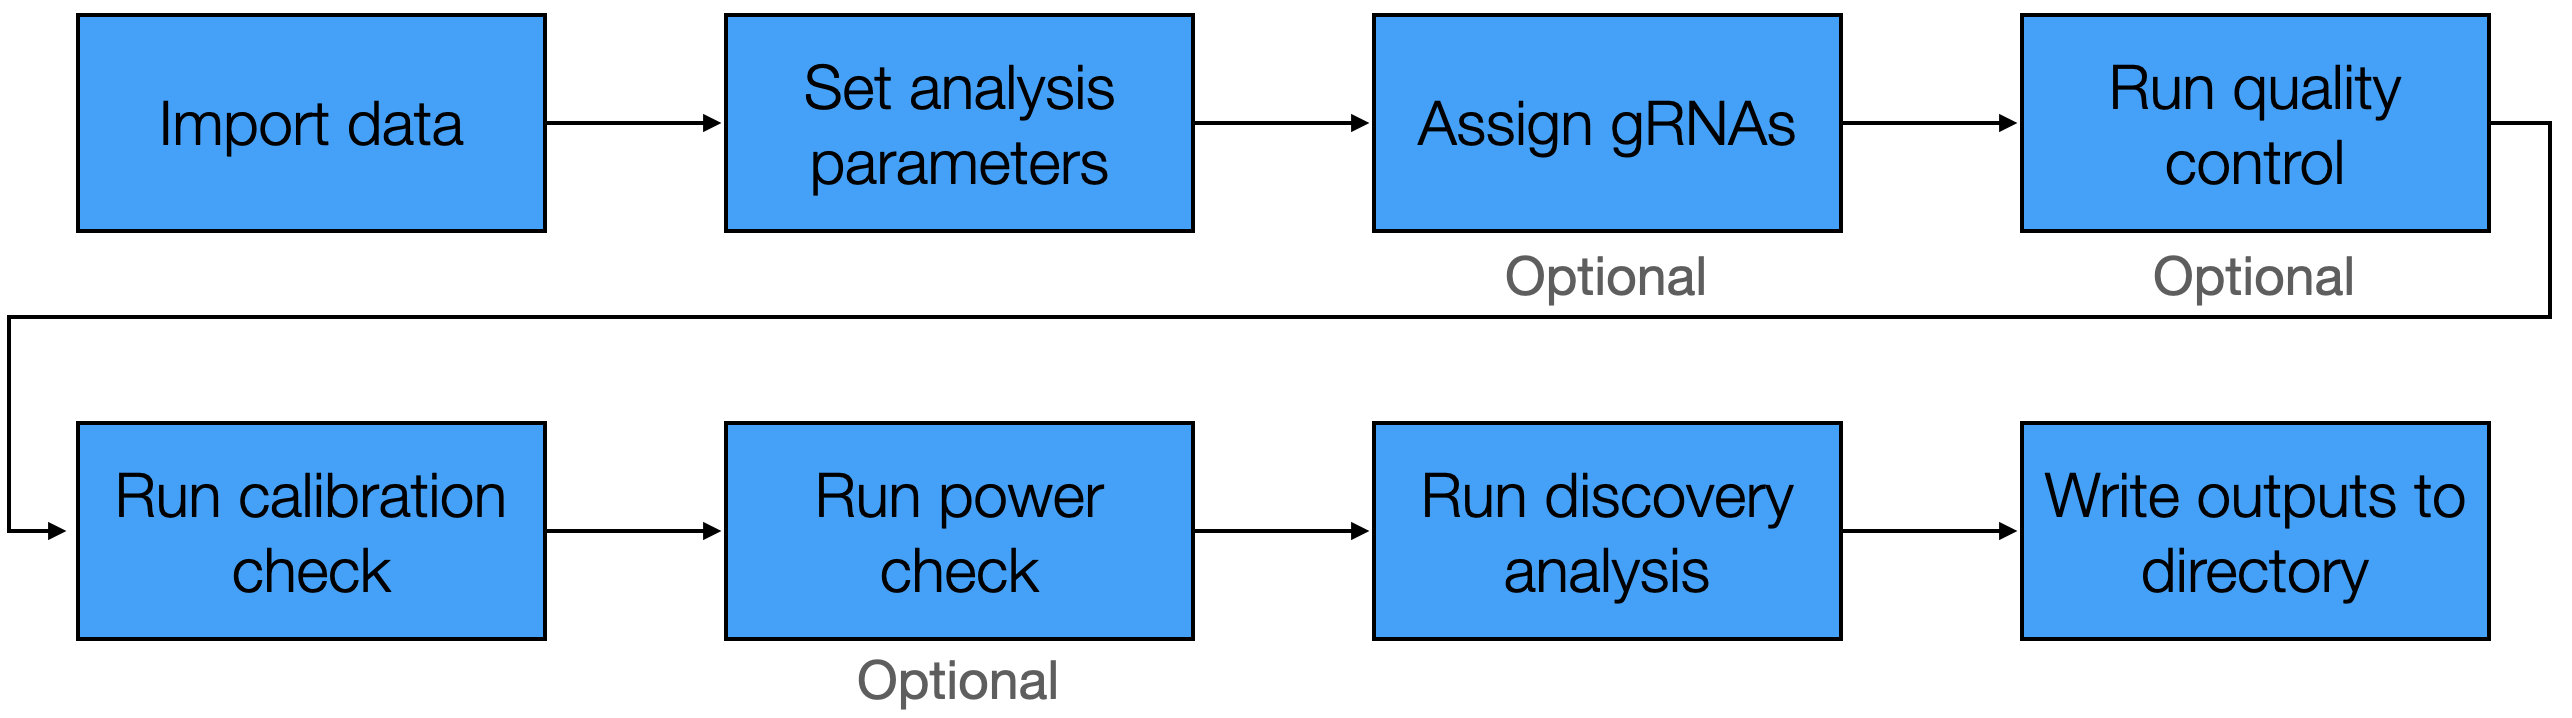 Import data
Set analysis
parameters
Assign gRNAs
Optional
Run quality
control
Optional
Run calibration
check
Run power
check
Optional
Run discovery
analysis
Write outputs to
directory